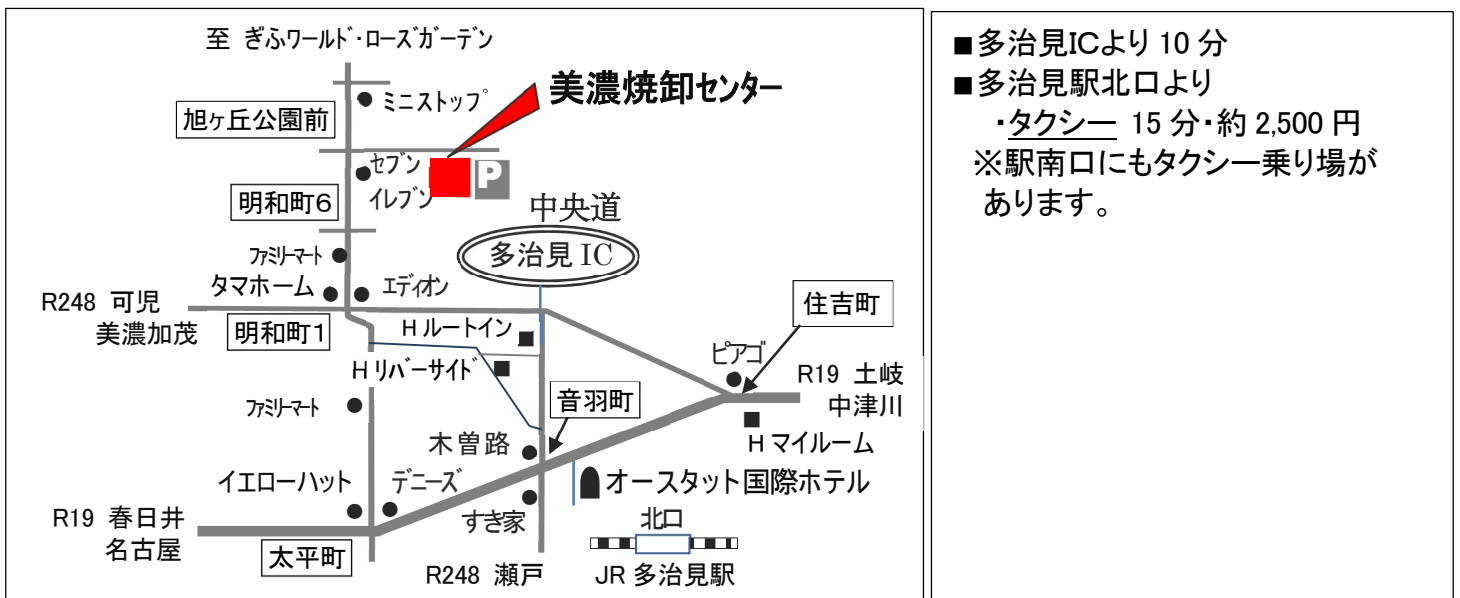 至 ぎふワールド・ローズガーデン
ミニストップ
美濃焼卸センター
旭ヶ丘公園前
セブン
イレブン
P
明和町6
中央道
多治見 IC
ファミリーマート
タマホーム
エディオン
R248 可児
美濃加茂
明和町1
H ルートイン
住吉町
ピアゴ
H リバーサイド
R19 土岐
中津川
音羽町
ファミリーマート
木曽路
H マイルーム
イエローハット
デニーズ
オースタット国際ホテル
すき家
R19 春日井
名古屋
太平町
北口
R248 瀬戸
JR 多治見駅
■多治見ICより 10 分
■多治見駅北口より
・タクシー 15 分・約 2,500 円
※駅南口にもタクシー乗り場が
あります。